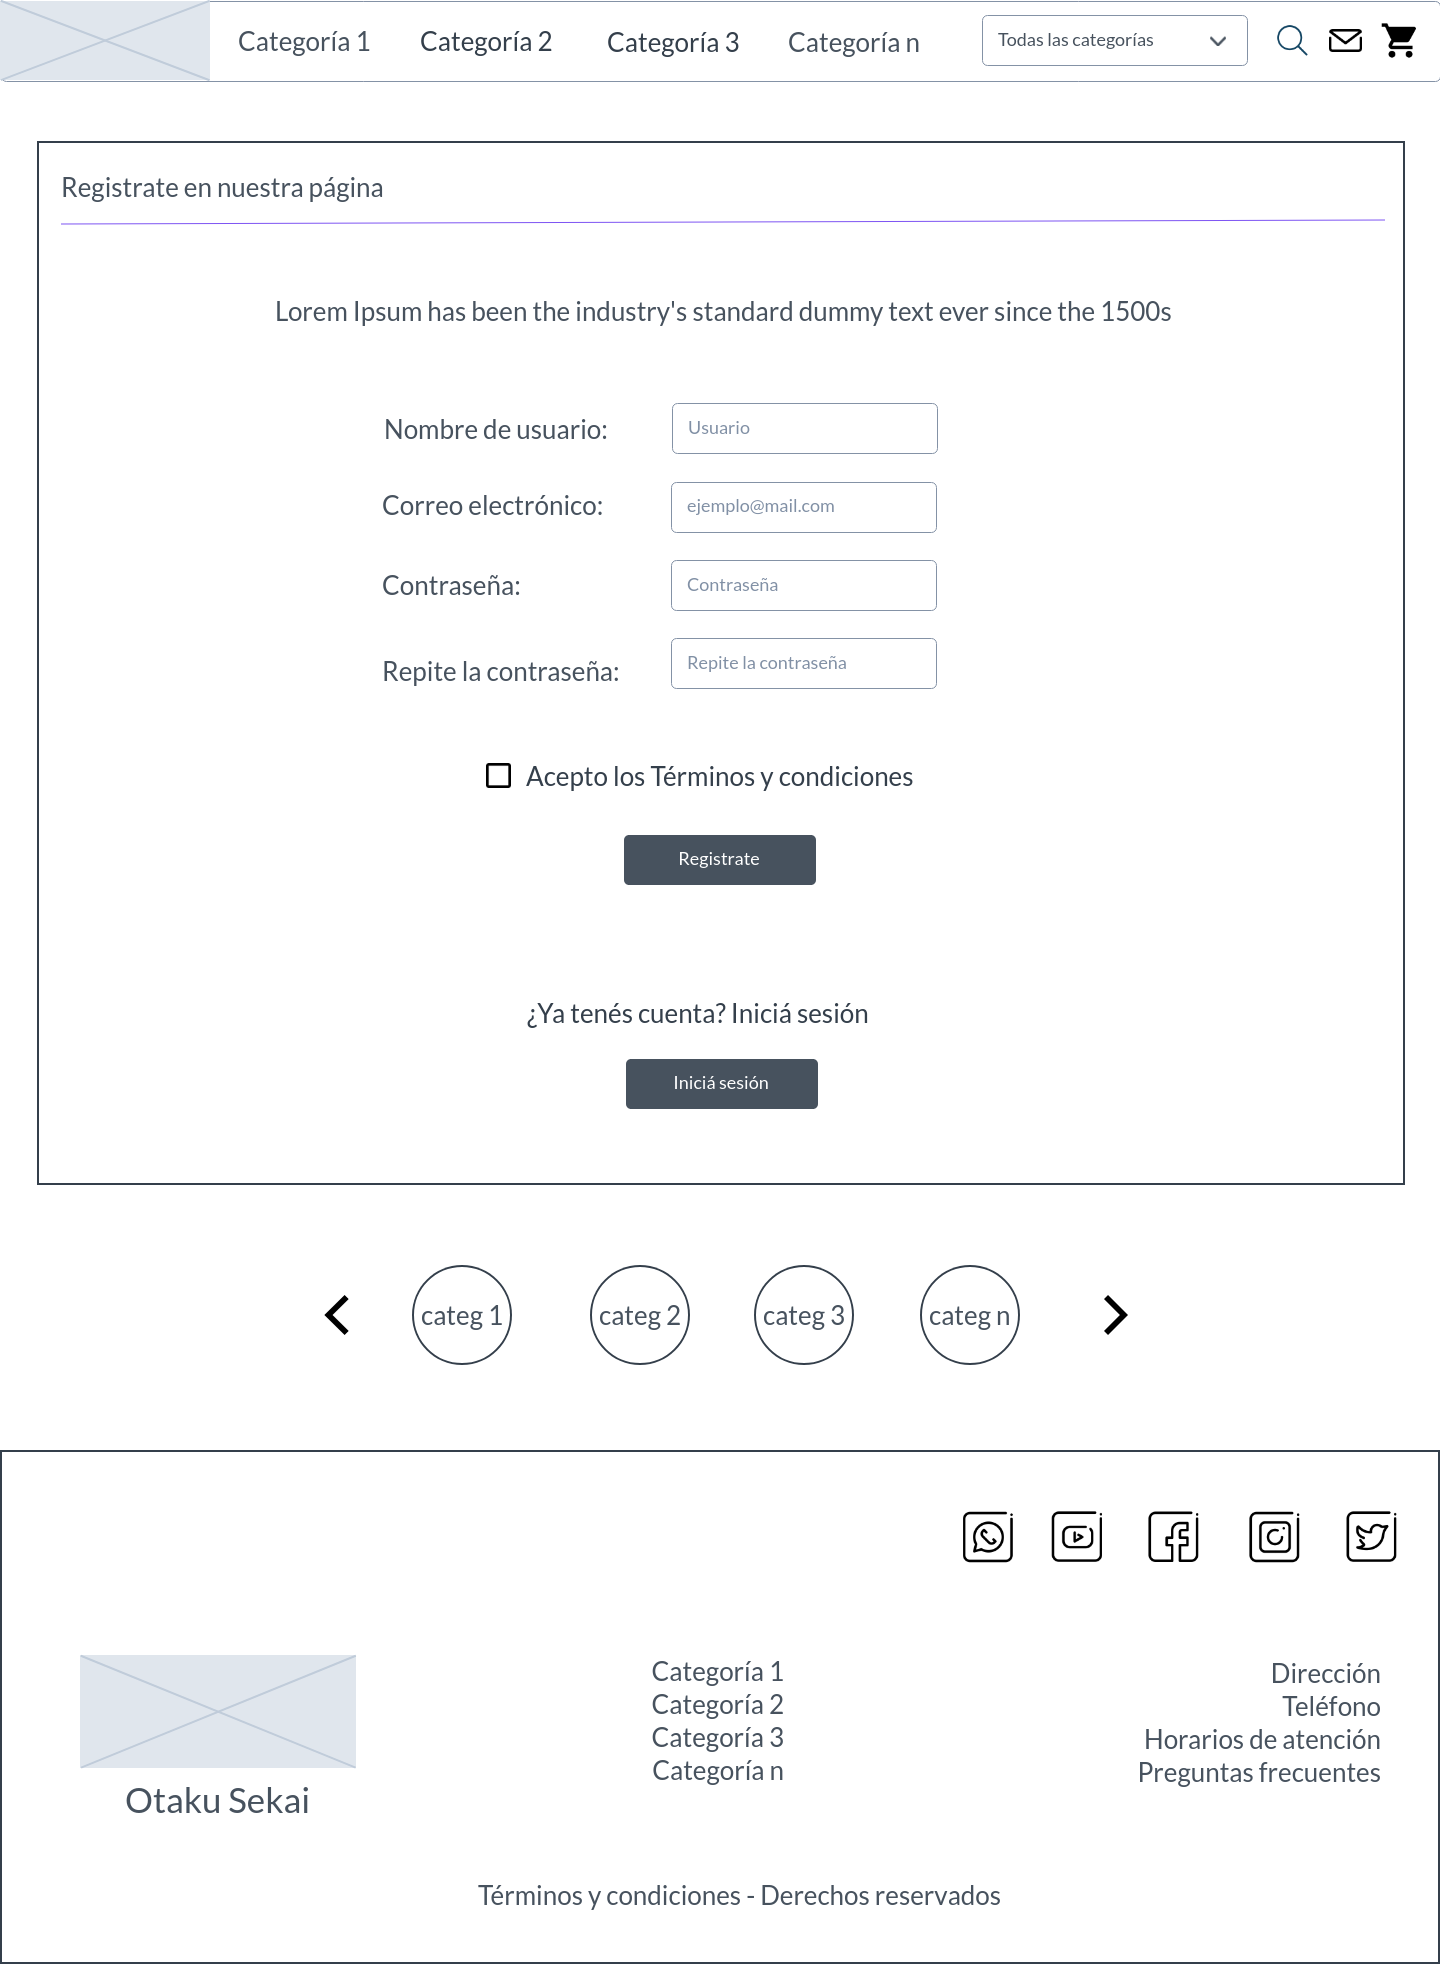 Categoría 1
Categoría 2
Categoría 3
Categoría n
Todas las categorías
Registrate en nuestra página
Lorem Ipsum has been the industry's standard dummy text ever since the 1500s
Nombre de usuario:
Usuario
Correo electrónico:
ejemplo@mail.com
Contraseña:
Contraseña
Repite la contraseña:
Repite la contraseña
Acepto los Términos y condiciones
Registrate
¿Ya tenés cuenta? Iniciá sesión
Iniciá sesión
categ 1
categ 2
categ 3
categ n
Otaku Sekai
Categoría 1
Categoría 2
Categoría 3
Categoría n
Dirección
Teléfono
Horarios de atención
Preguntas frecuentes
Términos y condiciones - Derechos reservados